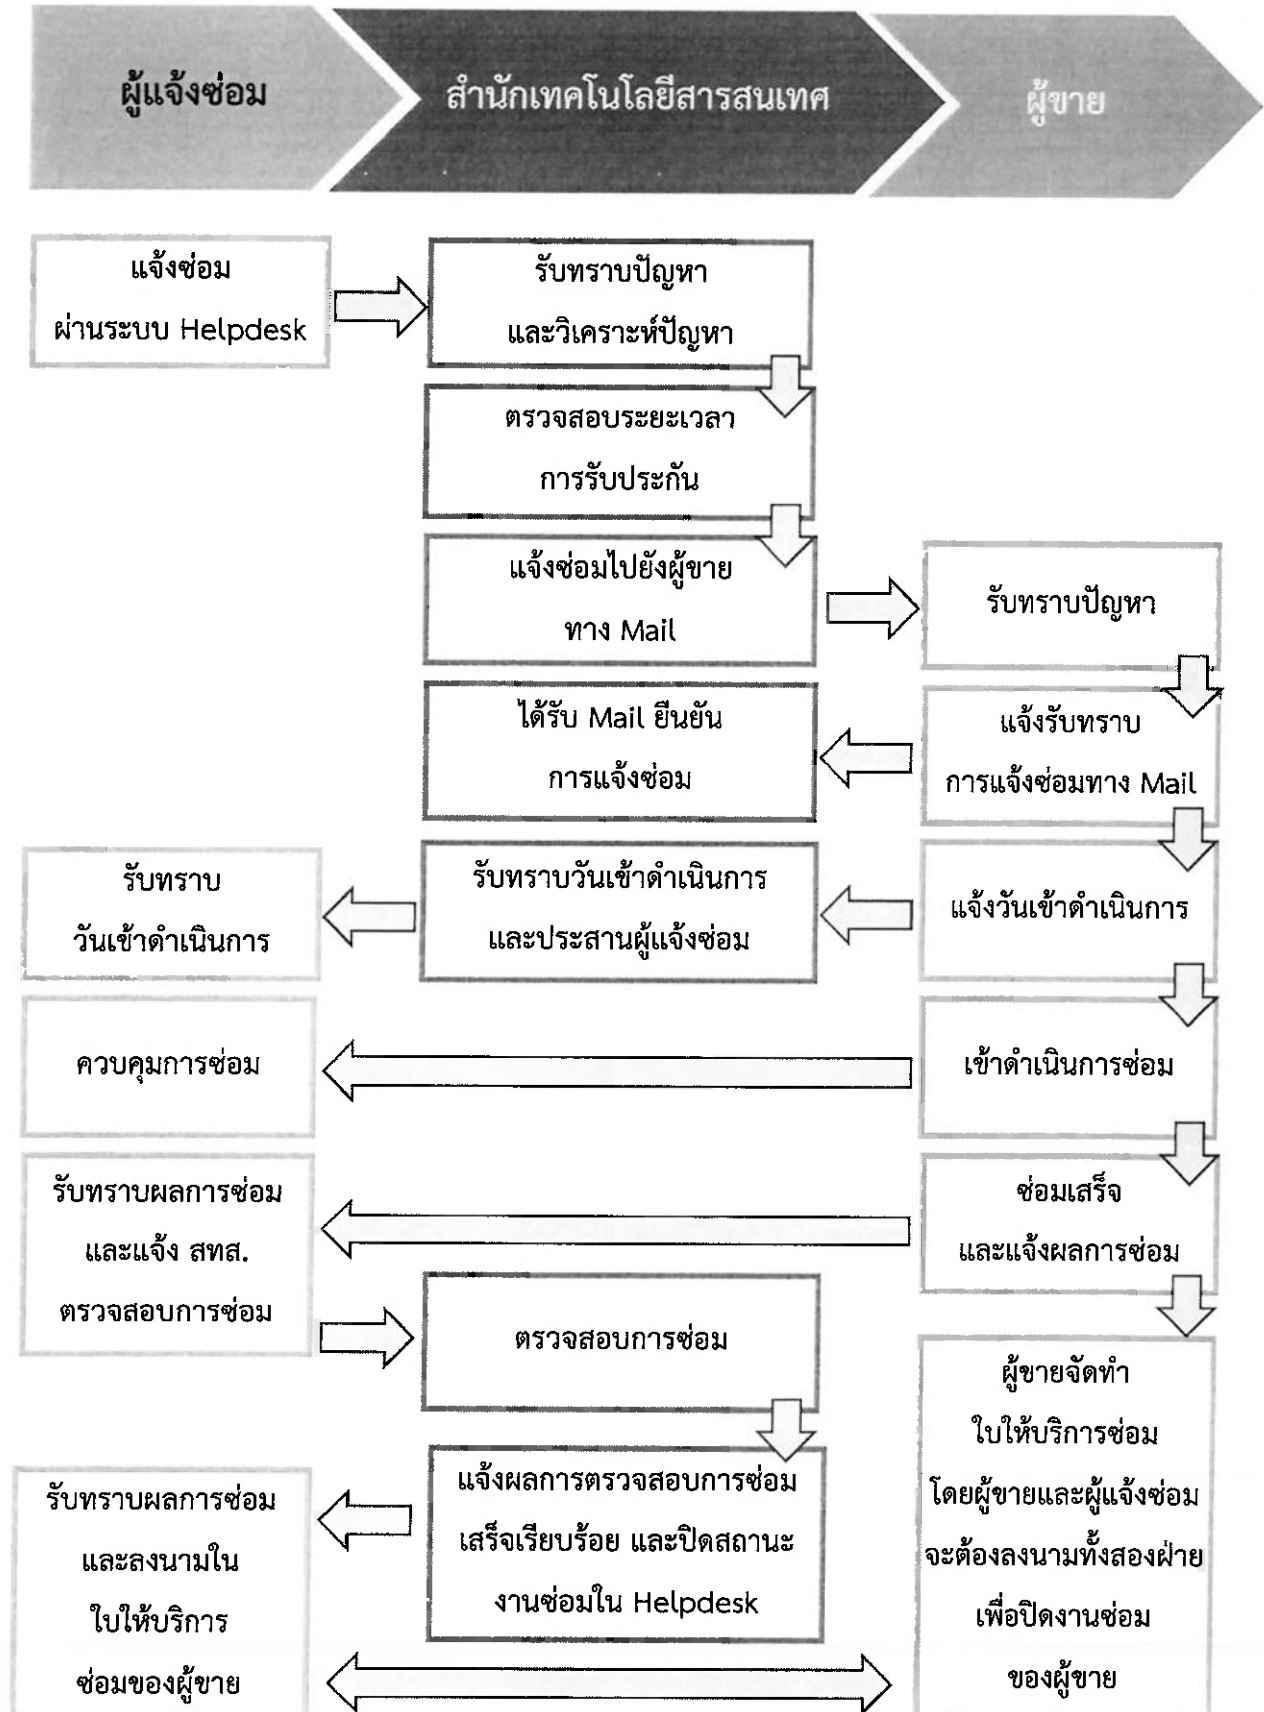 ผู้แจ้งซ่อม
สำนักเทคโนโลยีสารสนเทศ
ผู้ขาย
แจ้งซ่อม
ผ่านระบบ Helpdesk
รับทราบปัญหา
และวิเคราะห์ปัญหา
ตรวจสอบระยะเวลา
การรับประกัน
แจ้งซ่อมไปยังผู้ขาย
ทาง Mail
รับทราบปัญหา
ได้รับ Mail ยืนยัน
การแจ้งซ่อม
แจ้งรับทราบ
การแจ้งซ่อมทาง Mail
รับทราบ
วันเข้าดำเนินการ
รับทราบวันเข้าดำเนินการ
และประสานผู้แจ้งซ่อม
แจ้งวันเข้าดำเนินการ
ควบคุมการซ่อม
เข้าดำเนินการซ่อม
รับทราบผลการซ่อม
และแจ้ง สทส.
ตรวจสอบการซ่อม
ซ่อมเสร็จ
และแจ้งผลการซ่อม
ตรวจสอบการซ่อม
ผู้ขายจัดทำ
ใบให้บริการซ่อม
โดยผู้ขายและผู้แจ้งซ่อม
จะต้องลงนามทั้งสองฝ่าย
เพื่อปิดงานซ่อม
ของผู้ขาย
แจ้งผลการตรวจสอบการซ่อม
เสร็จเรียบร้อย และปิดสถานะ
งานซ่อมใน Helpdesk
รับทราบผลการซ่อม
และลงนามใน
ใบให้บริการ
ซ่อมของผู้ขาย